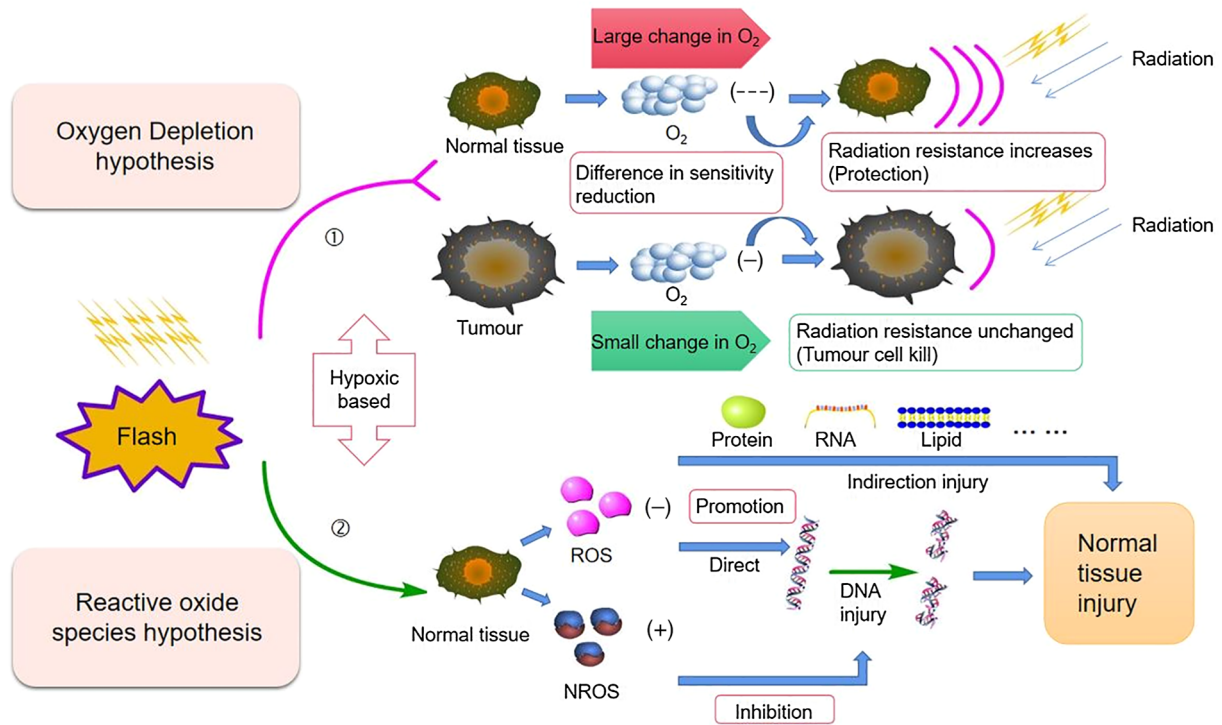 Large change in O2
Oxygen Depletion
hypothesis
Normal tissue
O2
(---)
Radiation
Difference in sensitivity
reduction
Radiation resistance increases
(Protection)
①
Tumour
O2
(–)
Radiation
Small change in O2
Radiation resistance unchanged
(Tumour cell kill)
Hypoxic
based
Flash
Protein
RNA
Lipid
... ...
Indirection injury
②
Reactive oxide
species hypothesis
Normal tissue
ROS
(–)
Promotion
Direct
DNA
injury
Normal
tissue
injury
NROS
(+)
Inhibition